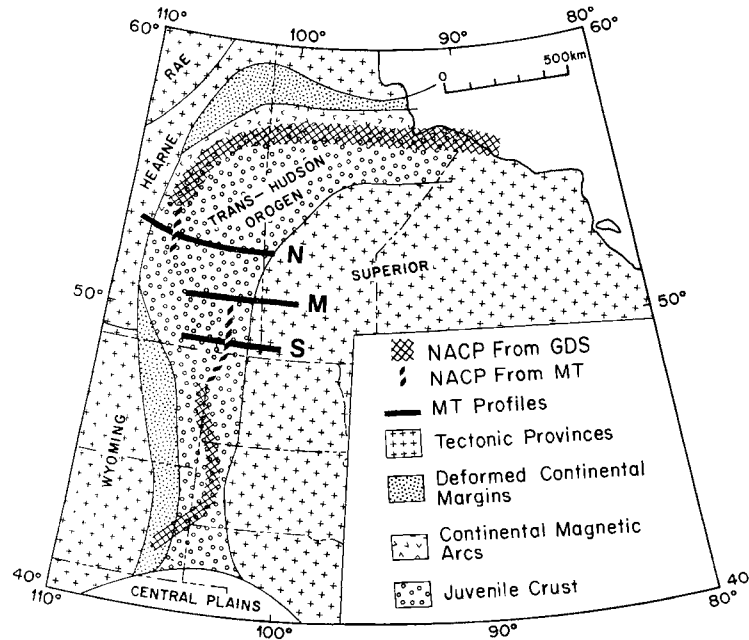 110°
60°
100°
90°
80°
60°
0
500km
RAE
HEARNE
TRANS-HUDSON
OROGEN
N
SUPERIOR
50°
M
50°
S
WYOMING
NACP From GDS
NACP From MT
MT Profiles
Tectonic Provinces
Deformed Continental
Margins
Continental Magnetic
Arcs
Juvenile Crust
40°
110°
CENTRAL PLAINS
100°
90°
40
80°